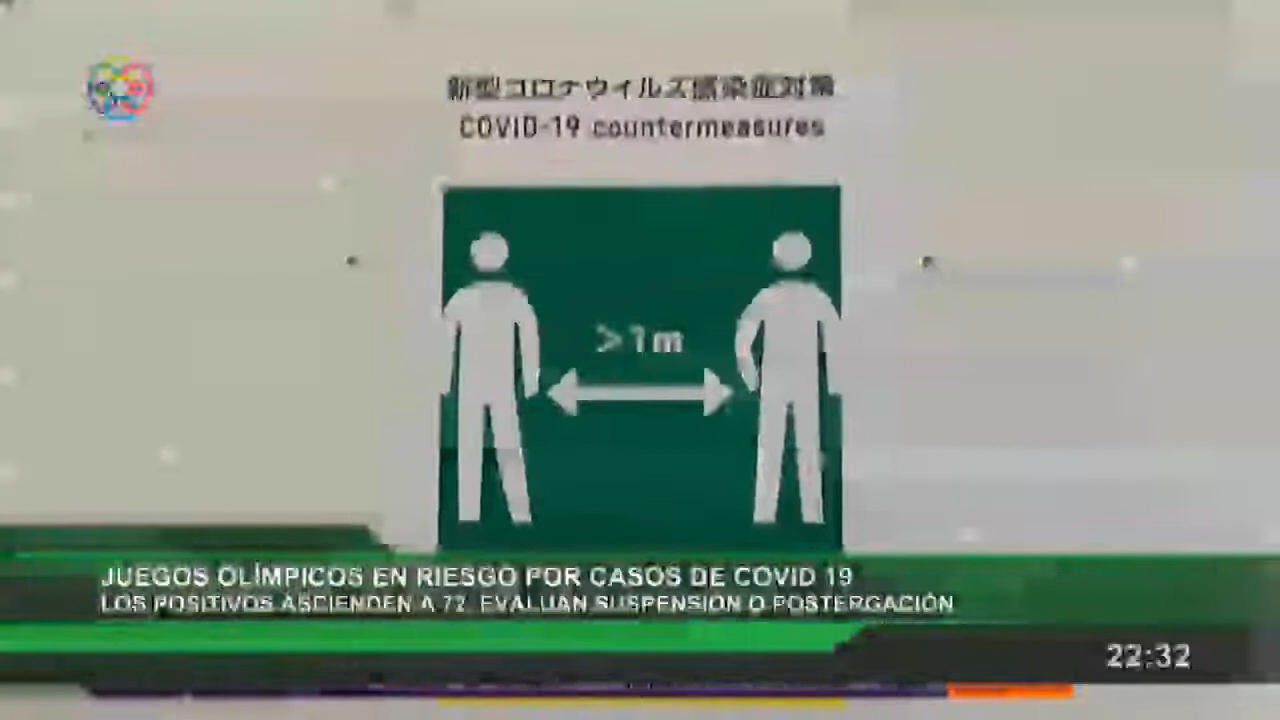 新型コロナウイルス感染症対策
COVID-19 countermeasures
>1m
JUEGOS OLÍMPICOS EN RIESGO POR CASOS DE COVID 19
LOS POSITIVOS ASCIENDEN A 72. EVALÚAN SUSPENSIÓN O POSTERGACIÓN
22:32